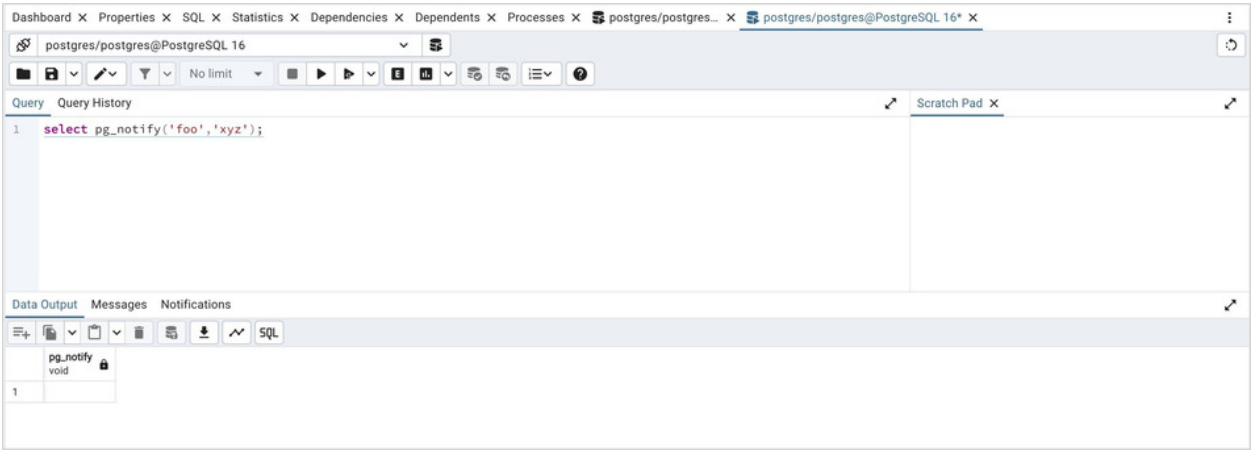 Dashboard X Properties X SQL X Statistics X Dependencies X Dependents X Processes X postgres/postgres... X postgres/postgres@PostgreSQL 16* X
postgres/postgres@PostgreSQL 16
No limit
E
Query Query History
Scratch Pad X
1 select pg_notify('foo','xyz');
Data Output Messages Notifications
SQL
pg_notify
void
1